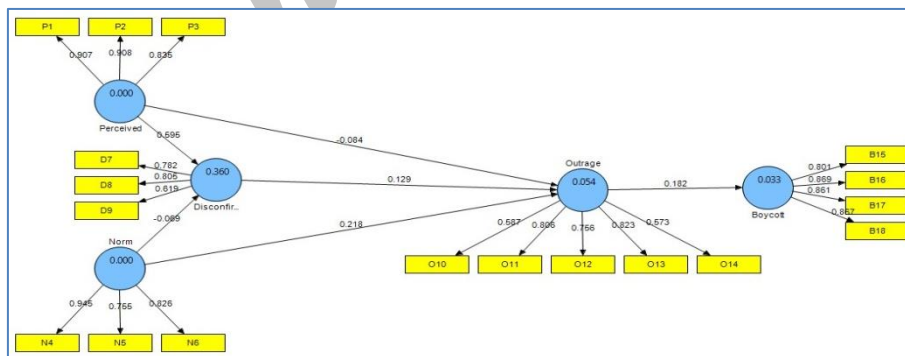 P1 P2 P3
0.907 0.908 0.835
0.000
Perceived
0.595
-0.084
D7
D8
D9
0.782
0.805
0.619
0.360
Disconfir...
0.129
Outrage
0.054
0.182
0.033
Boycott
0.801
0.869
0.861
0.867
B15
B16
B17
B18
-0.069
0.218
Norm
0.000
0.587 0.806 0.756 0.823 0.573
O10 O11 O12 O13 O14
0.945 0.755 0.826
N4 N5 N6